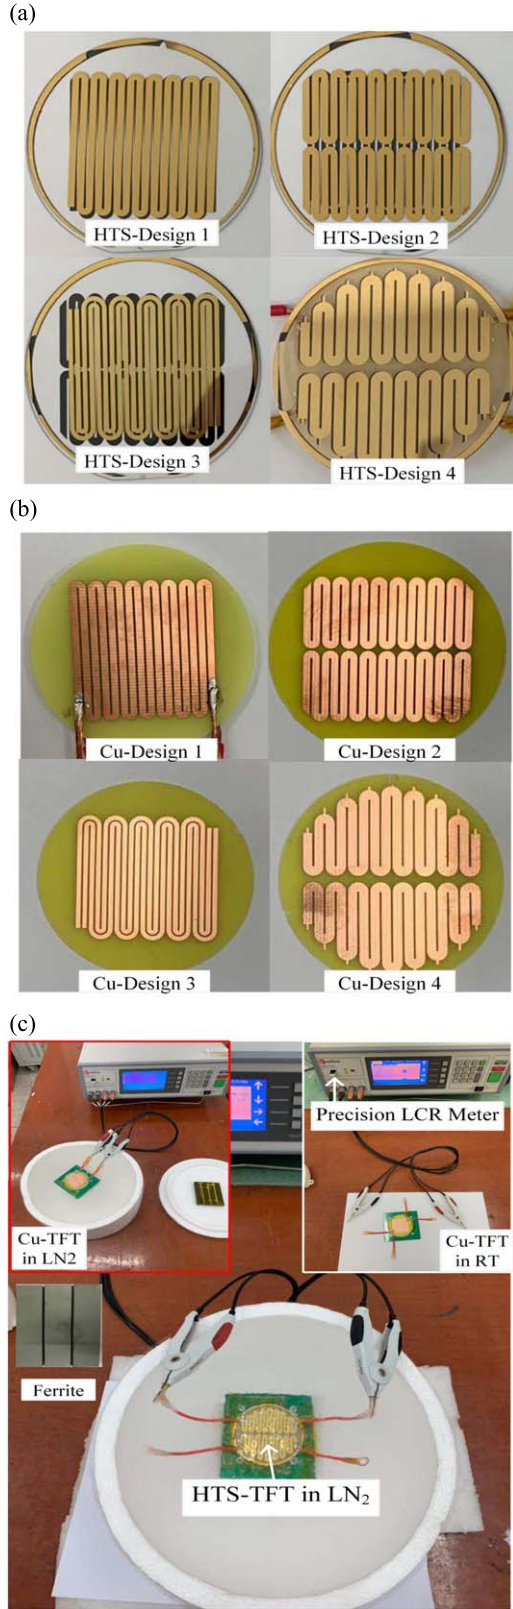 (a)
HTS-Design 1
HTS-Design 2
HTS-Design 3
HTS-Design 4
(b)
Cu-Design 1
Cu-Design 2
Cu-Design 3
Cu-Design 4
(c)
Precision LCR Meter
Cu-TFT
in LN2
Cu-TFT
in RT
Ferrite
HTS-TFT in LN₂